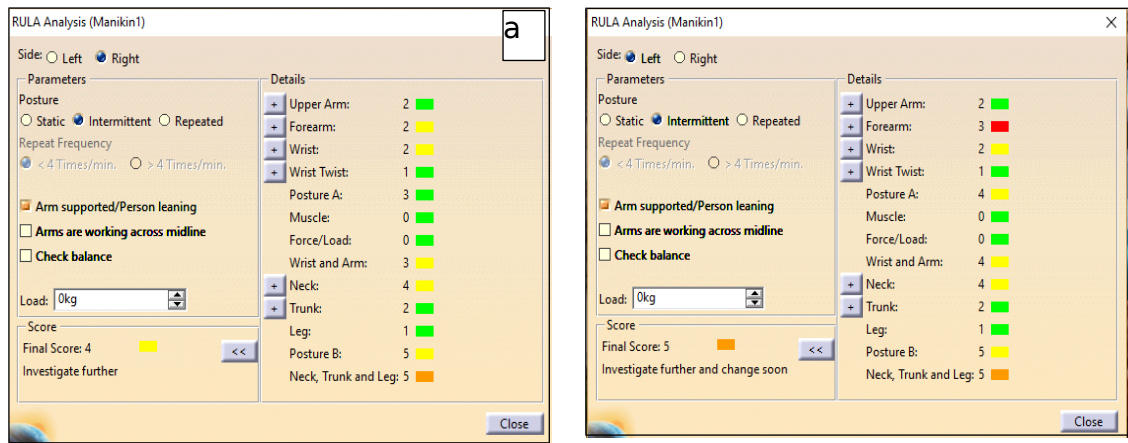 RULA Analysis (Manikin1)
a
Side: Left Right
Parameters
Posture
Static Intermittent Repeated
Repeat Frequency
< 4 Times/min. > 4 Times/min.
Arm supported/Person leaning
Arms are working across midline
Check balance
Load: 0kg
Score
Final Score: 4
<<
Investigate further
Details
+ Upper Arm: 2
+ Forearm: 2
+ Wrist: 2
+ Wrist Twist: 1
Posture A: 3
Muscle: 0
Force/Load: 0
Wrist and Arm: 3
+ Neck: 4
+ Trunk: 2
Leg: 1
Posture B: 5
Neck, Trunk and Leg: 5
Close
RULA Analysis (Manikin1)
Side: Left Right
Parameters
Posture
Static Intermittent Repeated
Repeat Frequency
< 4 Times/min. > 4 Times/min.
Arm supported/Person leaning
Arms are working across midline
Check balance
Load: 0kg
Score
Final Score: 5
<<
Investigate further and change soon
Details
+ Upper Arm: 2
+ Forearm: 3
+ Wrist: 2
+ Wrist Twist: 1
Posture A: 4
Muscle: 0
Force/Load: 0
Wrist and Arm: 4
+ Neck: 4
+ Trunk: 2
Leg: 1
Posture B: 5
Neck, Trunk and Leg: 5
Close